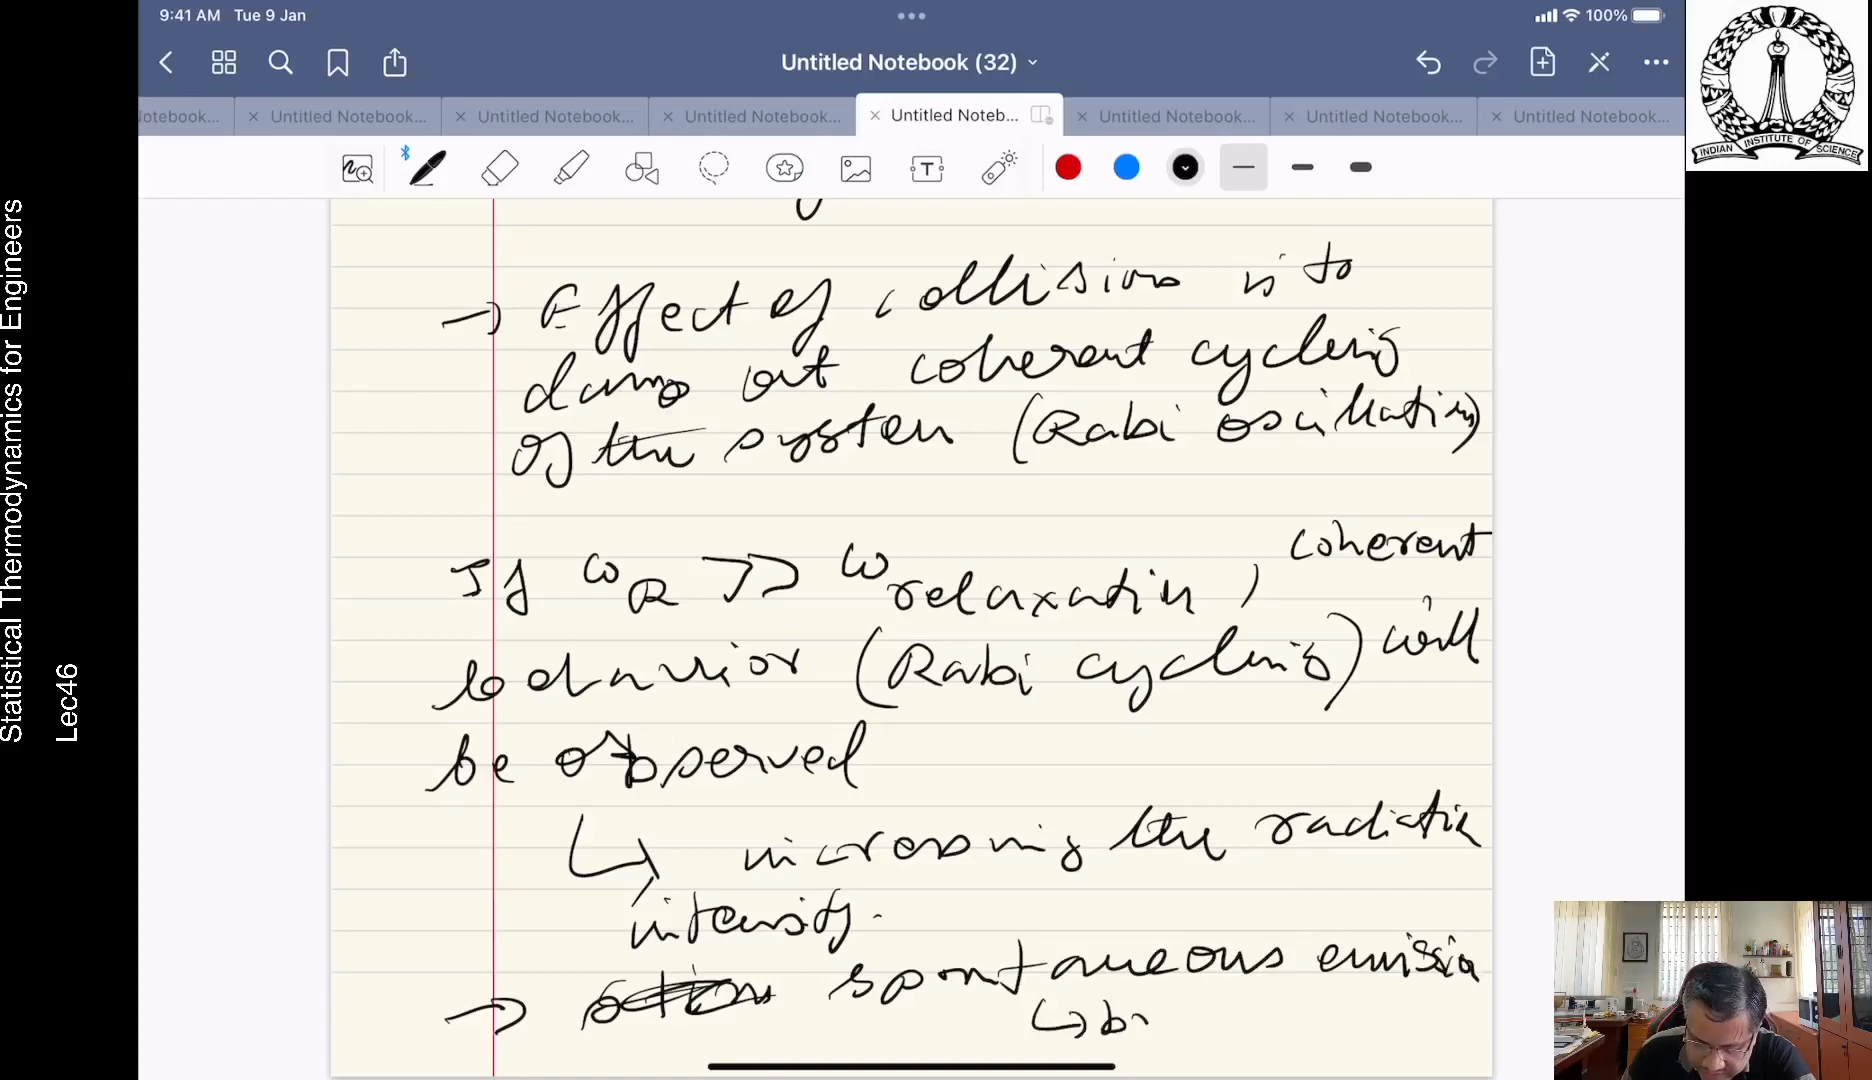 9:41 AM Tue 9 Jan
100%
Untitled Notebook (32)
otebook...
Untitled Notebook...
Untitled Notebook...
Untitled Notebook...
Untitled Noteb...
Untitled Notebook...
Untitled Notebook...
Untitled Notebook...
T
INDIAN INSTITUTE OF SCIENCE
Statistical Thermodynamics for Engineers
Lec46
→ Effect of collisions is to
damp out coherent cycling
of the system (Rabi oscillation)
If ω_R >> ω_relaxation, coherent
behavior (Rabi cycling) will
be observed
↳ increasing the radiation
intensity.
→ spontaneous emission